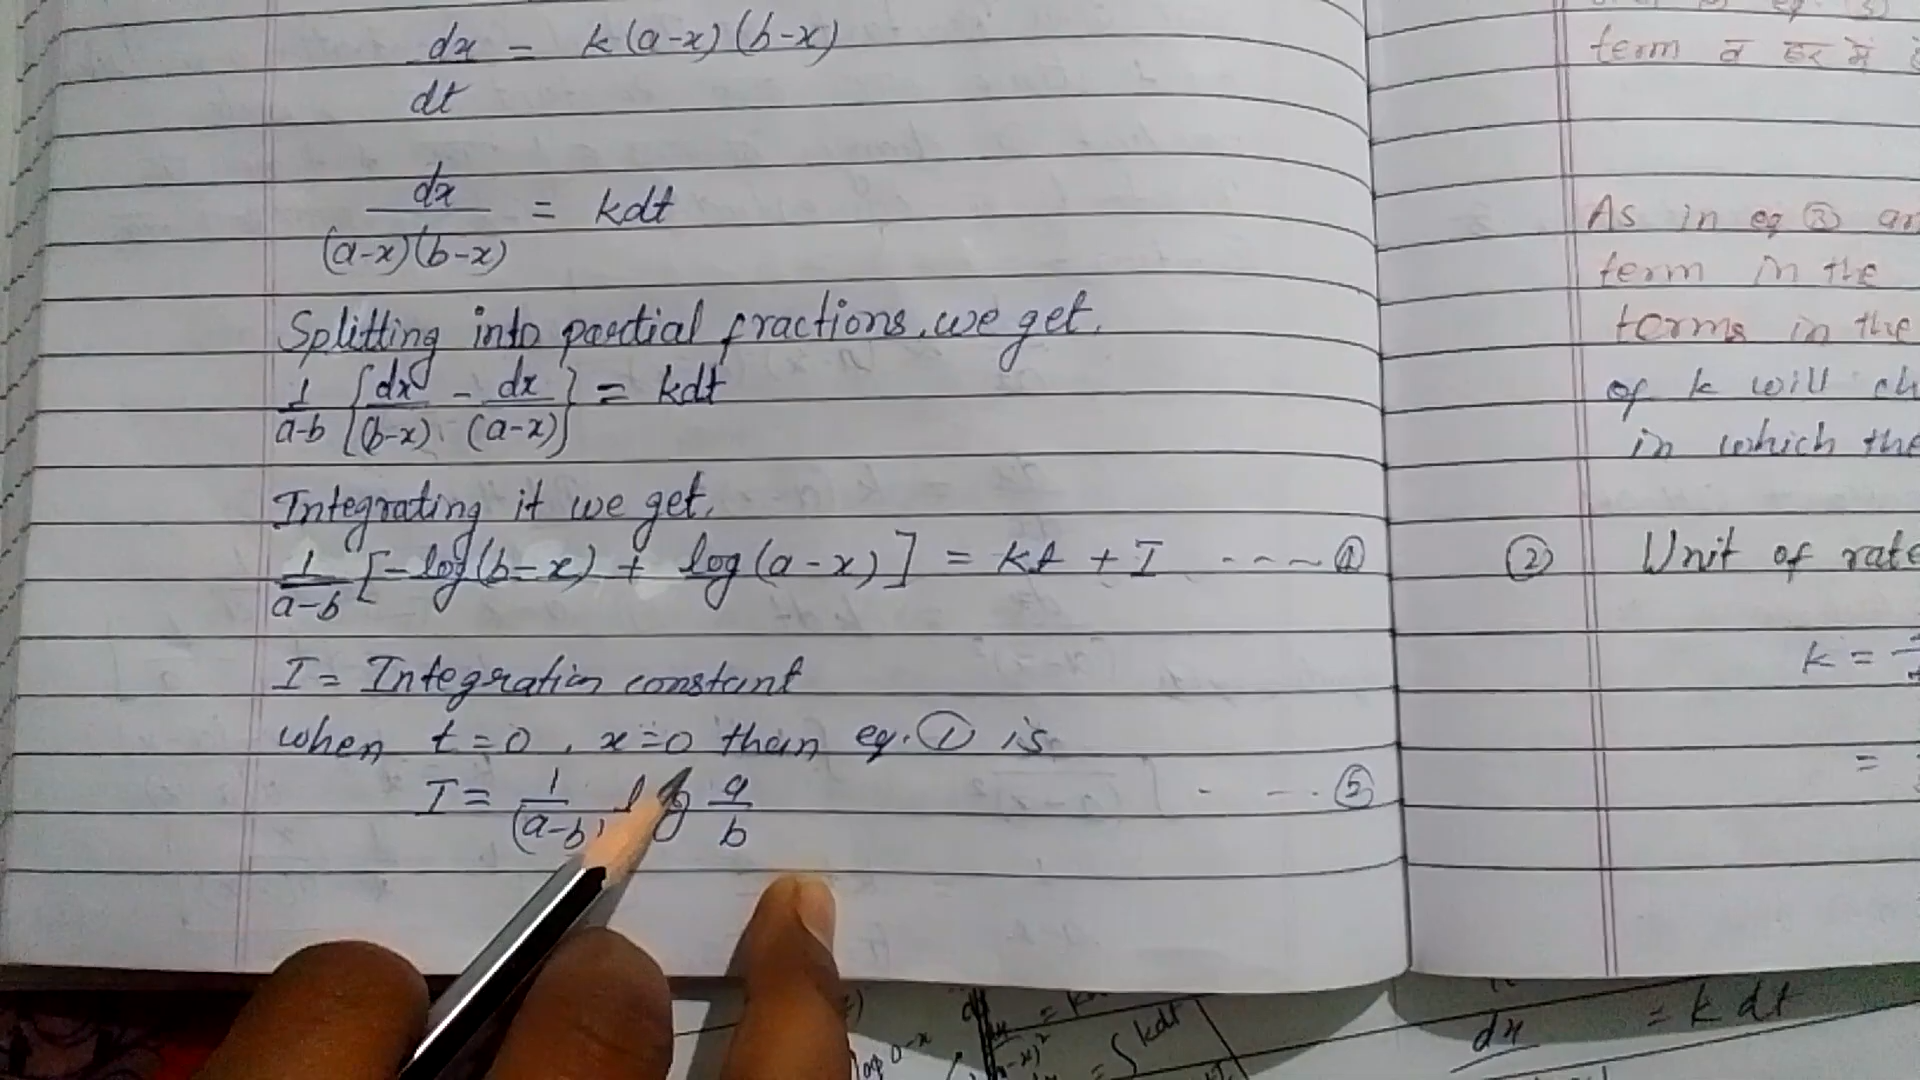 dx = k(a-x)(b-x)
dt
dx = kdt
(a-x)(b-x)
Splitting into partial fractions, we get.
1 [dx - dx] = kdt
a-b [(b-x) (a-x)]
Integrating it we get.
1 [-log(b-x) + log(a-x)] = kt + I ----①
a-b
I = Integration constant
when t=0, x=0 then eq. ① is
I = 1 log a - - - . ⑤
(a-b) b
term व हर में
As in eq ③
term in the
terms in the
of k will
in which the
② Unit of rate
k =
=
dx = k dt
= ∫kdt